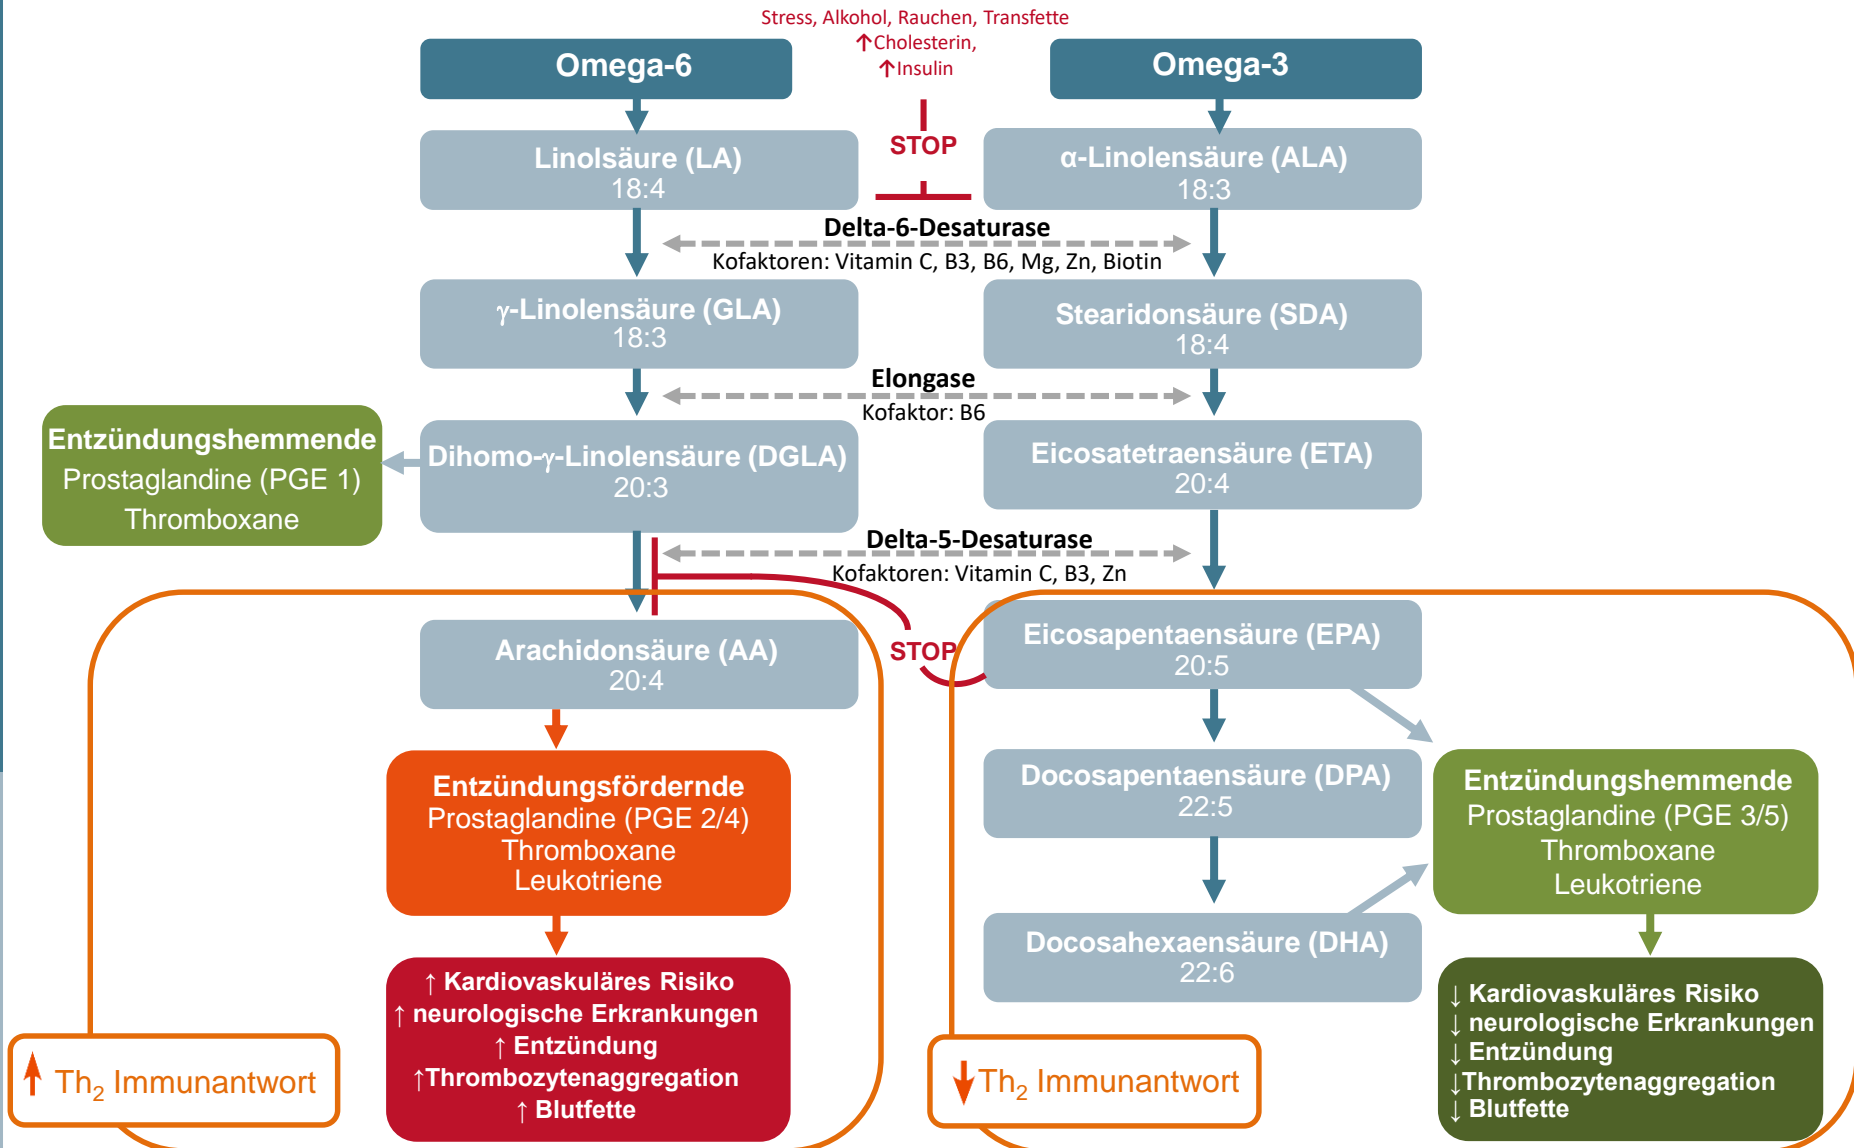 Stress, Alkohol, Rauchen, Transfette
↑Cholesterin,
↑Insulin
Omega-6
Omega-3
STOP
Linolsäure (LA)
18:4
α-Linolensäure (ALA)
18:3
Delta-6-Desaturase
Kofaktoren: Vitamin C, B3, B6, Mg, Zn, Biotin
γ-Linolensäure (GLA)
18:3
Stearidonsäure (SDA)
18:4
Elongase
Kofaktor: B6
Entzündungshemmende
Prostaglandine (PGE 1)
Thromboxane
Dihomo-γ-Linolensäure (DGLA)
20:3
Eicosatetraensäure (ETA)
20:4
Delta-5-Desaturase
Kofaktoren: Vitamin C, B3, Zn
Arachidonsäure (AA)
20:4
STOP
Eicosapentaensäure (EPA)
20:5
Entzündungsfördernde
Prostaglandine (PGE 2/4)
Thromboxane
Leukotriene
Docosapentaensäure (DPA)
22:5
Entzündungshemmende
Prostaglandine (PGE 3/5)
Thromboxane
Leukotriene
Docosahexaensäure (DHA)
22:6
↑ Kardiovaskuläres Risiko
↑ neurologische Erkrankungen
↑ Entzündung
↑Thrombozytenaggregation
↑ Blutfette
↑ Th₂ Immunantwort
↓ Th₂ Immunantwort
↓ Kardiovaskuläres Risiko
↓ neurologische Erkrankungen
↓ Entzündung
↓Thrombozytenaggregation
↓ Blutfette